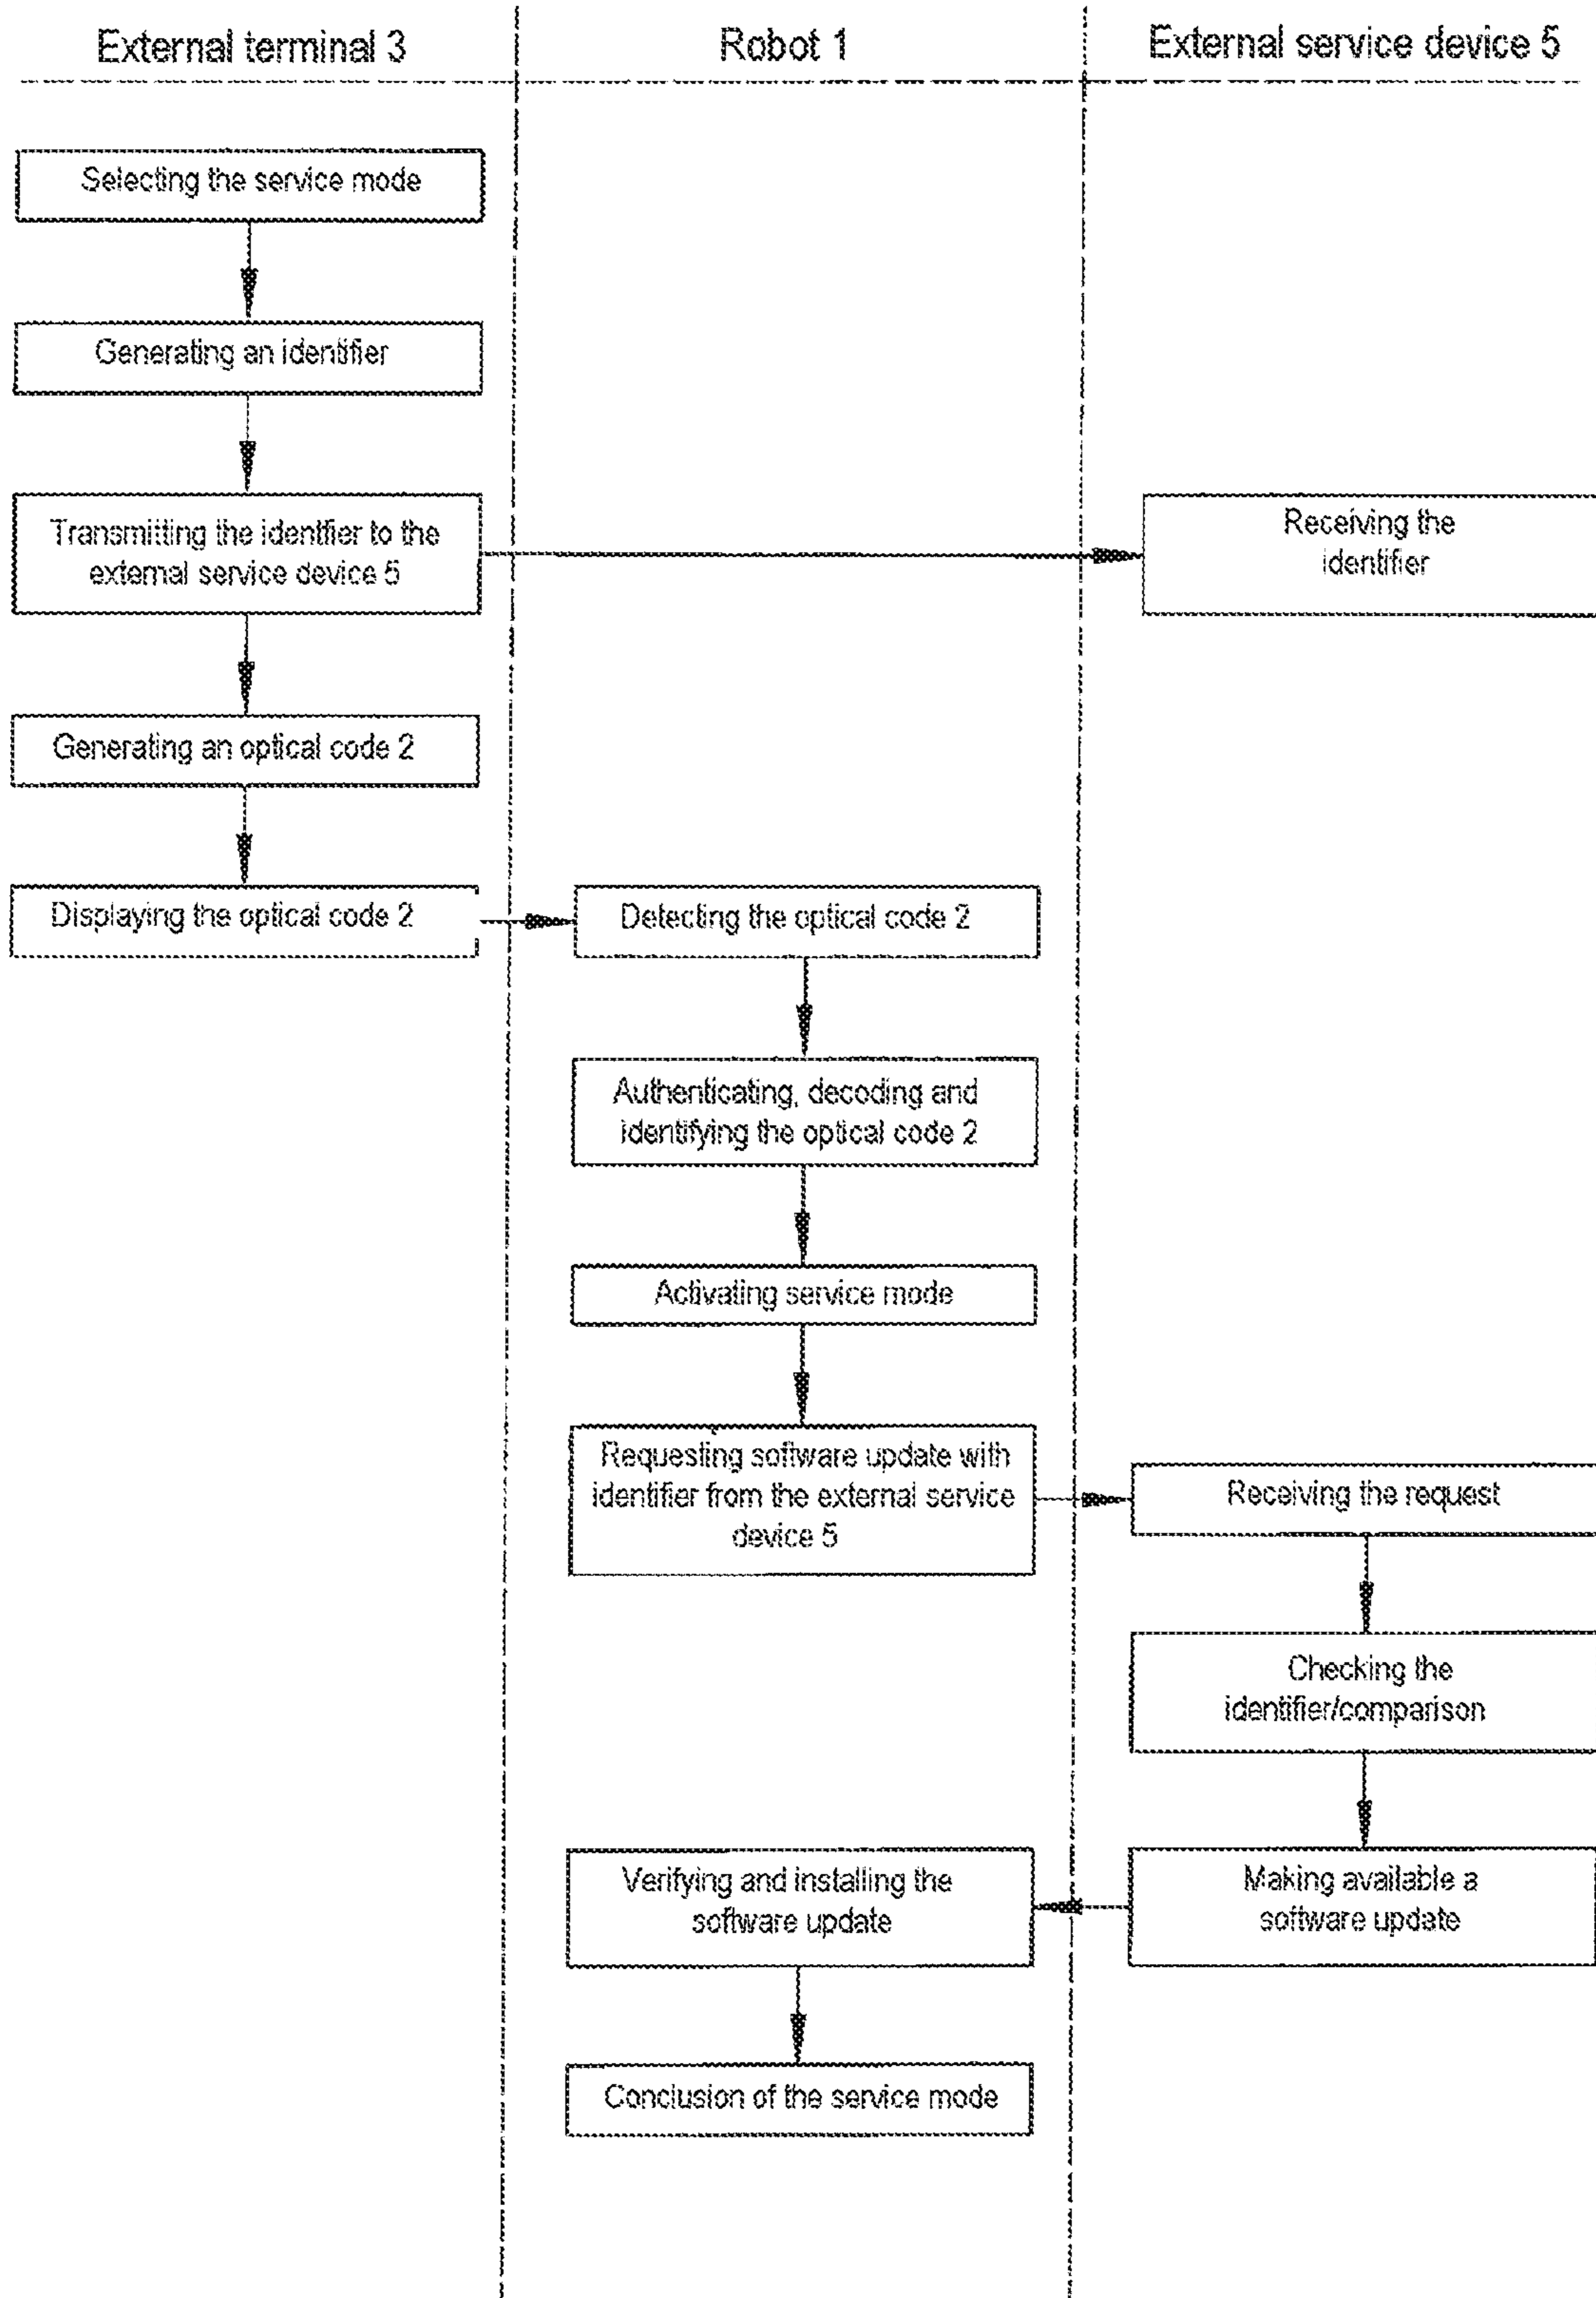 External terminal 3
Robot 1
External service device 5
Selecting the service mode
Generating an identifier
Transmitting the identfier to the
external service device 5
Receiving the
identifier
Generating an optical code 2
Displaying the optical code 2
Detecting the optical code 2
Authenticating, decoding and
identifying the optical code 2
Activating service mode
Requesting software update with
identifier from the external service
device 5
Receiving the request
Checking the
identifier/comparison
Making available a
software update
Verifying and installing the
software update
Conclusion of the service mode